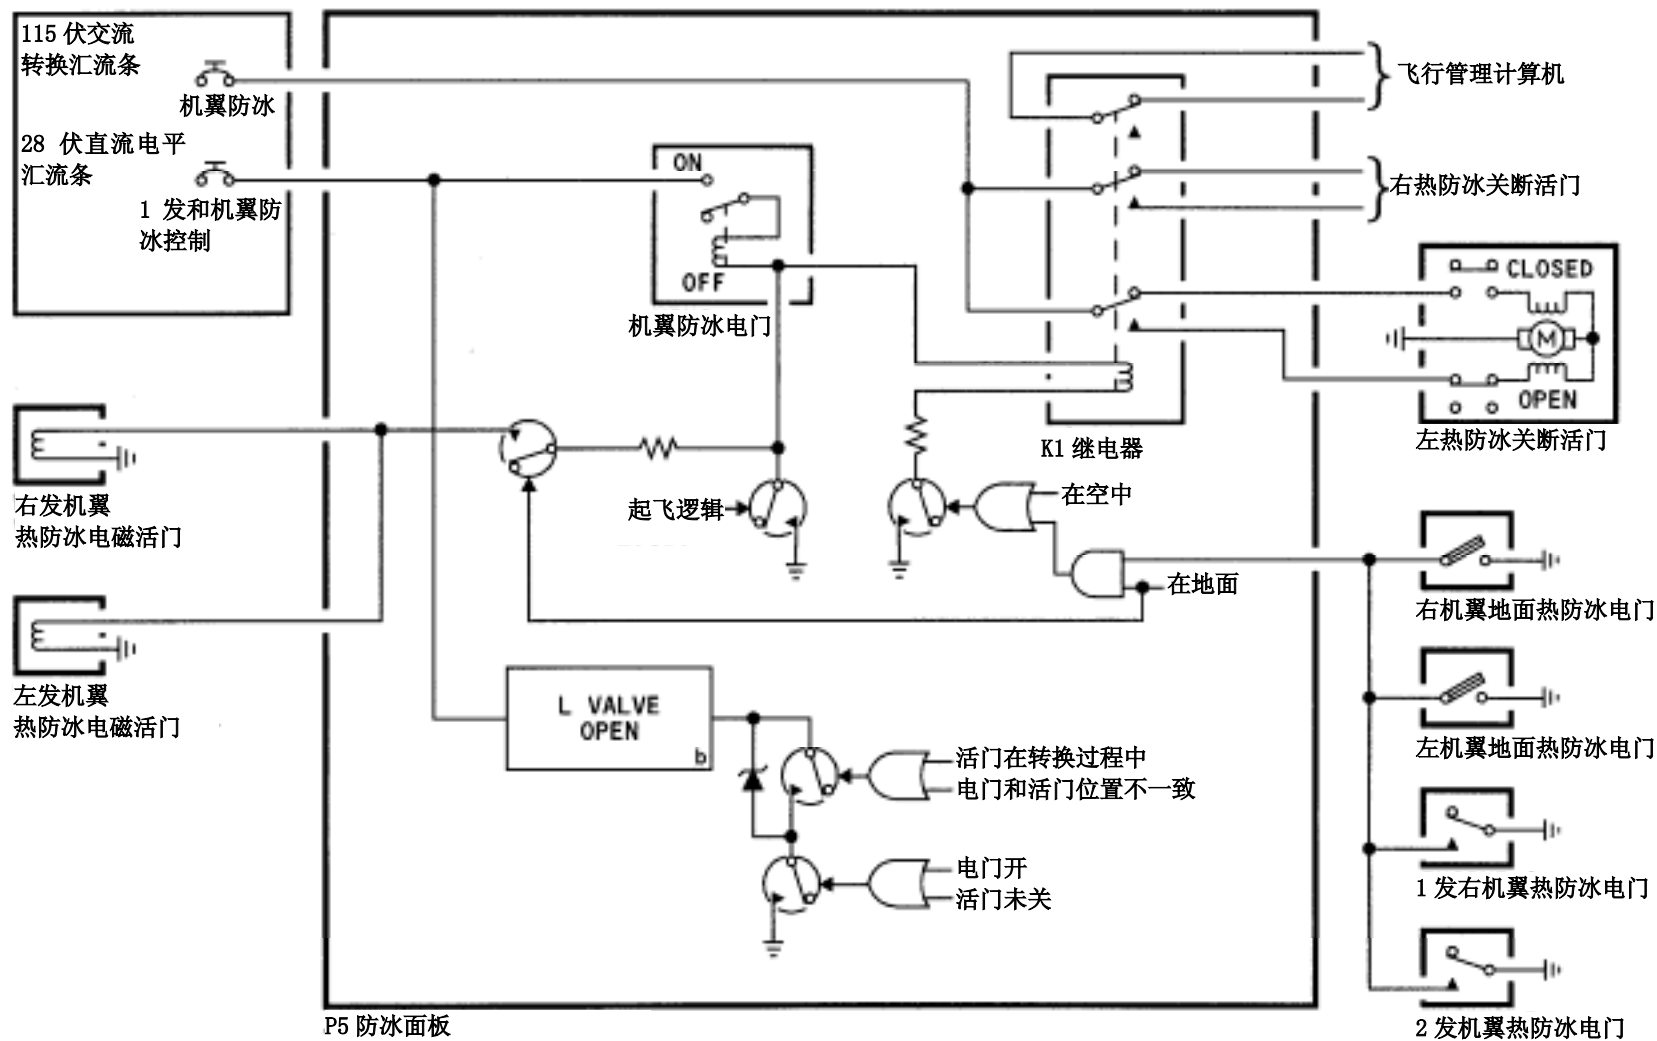 115 伏交流
转换汇流条
机翼防冰
28 伏直流电平
汇流条
1 发和机翼防
冰控制
ON
OFF
机翼防冰电门
飞行管理计算机
右热防冰关断活门
CLOSED
M
OPEN
左热防冰关断活门
K1 继电器
右发机翼
热防冰电磁活门
起飞逻辑
在空中
在地面
左发机翼
热防冰电磁活门
L VALVE
OPEN
b
活门在转换过程中
电门和活门位置不一致
电门开
活门未关
右机翼地面热防冰电门
左机翼地面热防冰电门
1 发右机翼热防冰电门
2 发机翼热防冰电门
P5 防冰面板